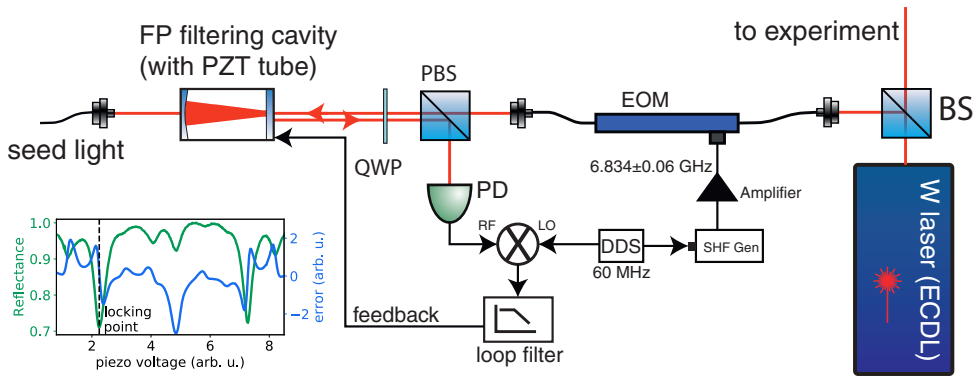 FP filtering cavity
(with PZT tube)
to experiment
PBS
EOM
BS
seed light
QWP
6.834±0.06 GHz
PD
Amplifier
RF
LO
DDS
SHF Gen
60 MHz
W laser (ECDL)
feedback
loop filter
Reflectance
1.0
0.9
0.8
0.7
2
0
−2
error (arb. u.)
locking
point
2 4 6 8
piezo voltage (arb. u.)